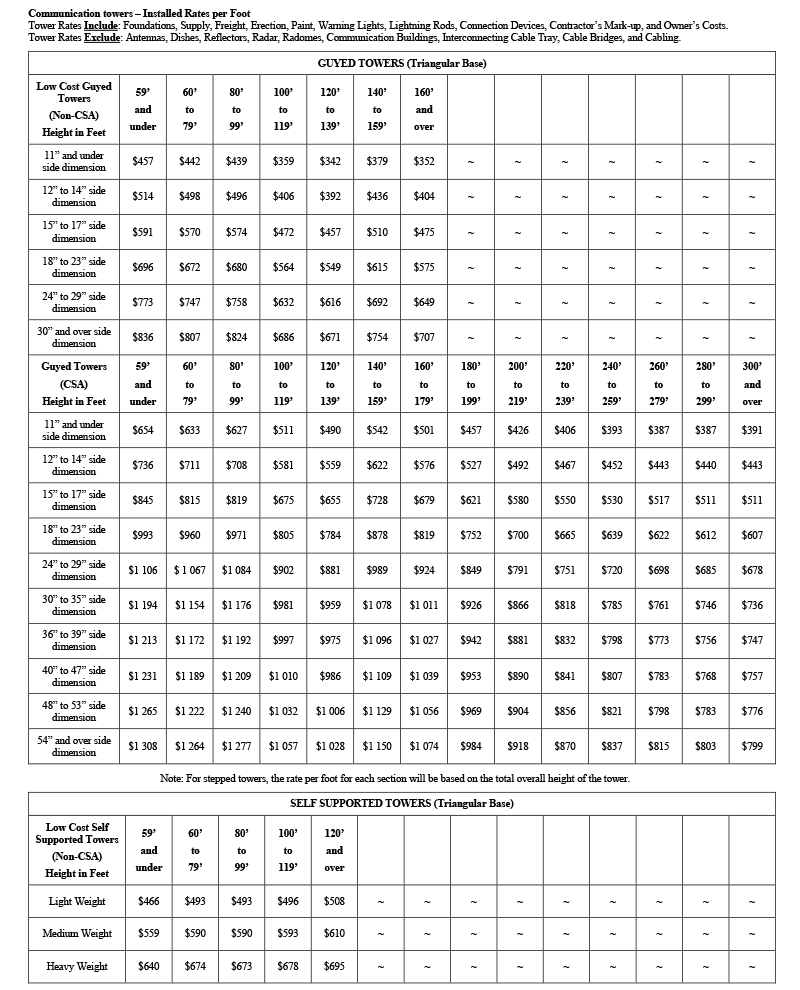 Communication towers – Installed Rates per Foot
Tower Rates Include: Foundations, Supply, Freight, Erection, Paint, Warning Lights, Lightning Rods, Connection Devices, Contractor’s Mark-up, and Owner’s Costs.
Tower Rates Exclude: Antennas, Dishes, Reflectors, Radar, Radomes, Communication Buildings, Interconnecting Cable Tray, Cable Bridges, and Cabling.
GUYED TOWERS (Triangular Base)
Low Cost Guyed Towers (Non-CSA) Height in Feet 59’ and under 60’ to 79’ 80’ to 99’ 100’ to 119’ 120’ to 139’ 140’ to 159’ 160’ and over
11” and under side dimension $457 $442 $439 $359 $342 $379 $352 ~ ~ ~ ~ ~ ~ ~
12” to 14” side dimension $514 $498 $496 $406 $392 $436 $404 ~ ~ ~ ~ ~ ~ ~
15” to 17” side dimension $591 $570 $574 $472 $457 $510 $475 ~ ~ ~ ~ ~ ~ ~
18” to 23” side dimension $696 $672 $680 $564 $549 $615 $575 ~ ~ ~ ~ ~ ~ ~
24” to 29” side dimension $773 $747 $758 $632 $616 $692 $649 ~ ~ ~ ~ ~ ~ ~
30” and over side dimension $836 $807 $824 $686 $671 $754 $707 ~ ~ ~ ~ ~ ~ ~
Guyed Towers (CSA) Height in Feet 59’ and under 60’ to 79’ 80’ to 99’ 100’ to 119’ 120’ to 139’ 140’ to 159’ 160’ to 179’ 180’ to 199’ 200’ to 219’ 220’ to 239’ 240’ to 259’ 260’ to 279’ 280’ to 299’ 300’ and over
11” and under side dimension $654 $633 $627 $511 $490 $542 $501 $457 $426 $406 $393 $387 $387 $391
12” to 14” side dimension $736 $711 $708 $581 $559 $622 $576 $527 $492 $467 $452 $443 $440 $443
15” to 17” side dimension $845 $815 $819 $675 $655 $728 $679 $621 $580 $550 $530 $517 $511 $511
18” to 23” side dimension $993 $960 $971 $805 $784 $878 $819 $752 $700 $665 $639 $622 $612 $607
24” to 29” side dimension $1 106 $ 1 067 $1 084 $902 $881 $989 $924 $849 $791 $751 $720 $698 $685 $678
30” to 35” side dimension $1 194 $1 154 $1 176 $981 $959 $1 078 $1 011 $926 $866 $818 $785 $761 $746 $736
36” to 39” side dimension $1 213 $1 172 $1 192 $997 $975 $1 096 $1 027 $942 $881 $832 $798 $773 $756 $747
40” to 47” side dimension $1 231 $1 189 $1 209 $1 010 $986 $1 109 $1 039 $953 $890 $841 $807 $783 $768 $757
48” to 53” side dimension $1 265 $1 222 $1 240 $1 032 $1 006 $1 129 $1 056 $969 $904 $856 $821 $798 $783 $776
54” and over side dimension $1 308 $1 264 $1 277 $1 057 $1 028 $1 150 $1 074 $984 $918 $870 $837 $815 $803 $799
Note: For stepped towers, the rate per foot for each section will be based on the total overall height of the tower.
SELF SUPPORTED TOWERS (Triangular Base)
Low Cost Self Supported Towers (Non-CSA) Height in Feet 59’ and under 60’ to 79’ 80’ to 99’ 100’ to 119’ 120’ and over
Light Weight $466 $493 $493 $496 $508 ~ ~ ~ ~ ~ ~ ~ ~ ~
Medium Weight $559 $590 $590 $593 $610 ~ ~ ~ ~ ~ ~ ~ ~ ~
Heavy Weight $640 $674 $673 $678 $695 ~ ~ ~ ~ ~ ~ ~ ~ ~